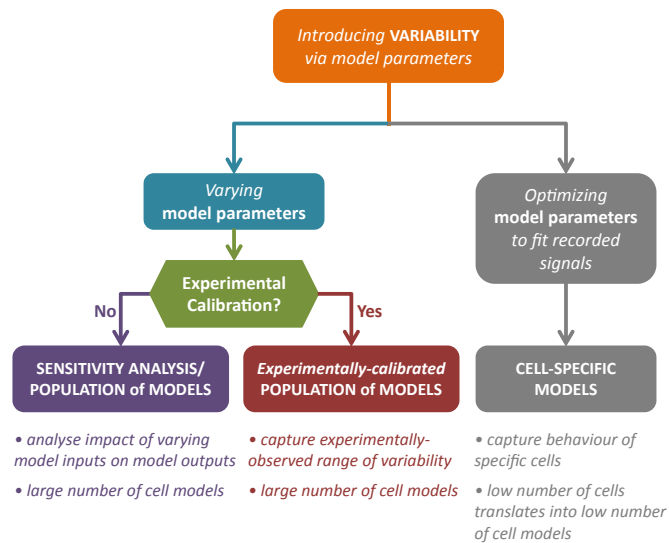 Introducing VARIABILITY
via model parameters
Varying
model parameters
Optimizing
model parameters
to fit recorded
signals
Experimental
Calibration?
No
Yes
SENSITIVITY ANALYSIS/
POPULATION of MODELS
Experimentally-calibrated
POPULATION of MODELS
CELL-SPECIFIC
MODELS
• analyse impact of varying
model inputs on model outputs
• large number of cell models
• capture experimentally-
observed range of variability
• large number of cell models
• capture behaviour of
specific cells
• low number of cells
translates into low number
of cell models